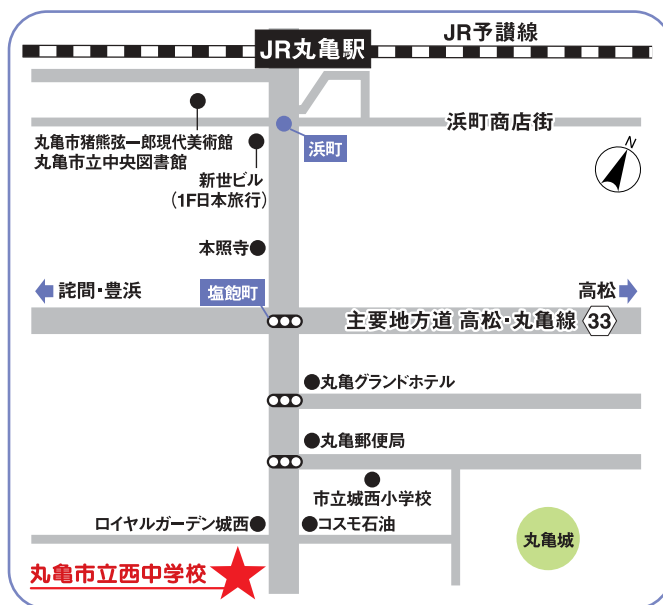 JR予讃線
JR丸亀駅
浜町商店街
丸亀市猪熊弦一郎現代美術館
丸亀市立中央図書館
浜町
N
新世ビル
(1F日本旅行)
本照寺
詫間・豊浜
塩飽町
高松
主要地方道 高松・丸亀線 33
丸亀グランドホテル
丸亀郵便局
市立城西小学校
ロイヤルガーデン城西
コスモ石油
丸亀城
丸亀市立西中学校